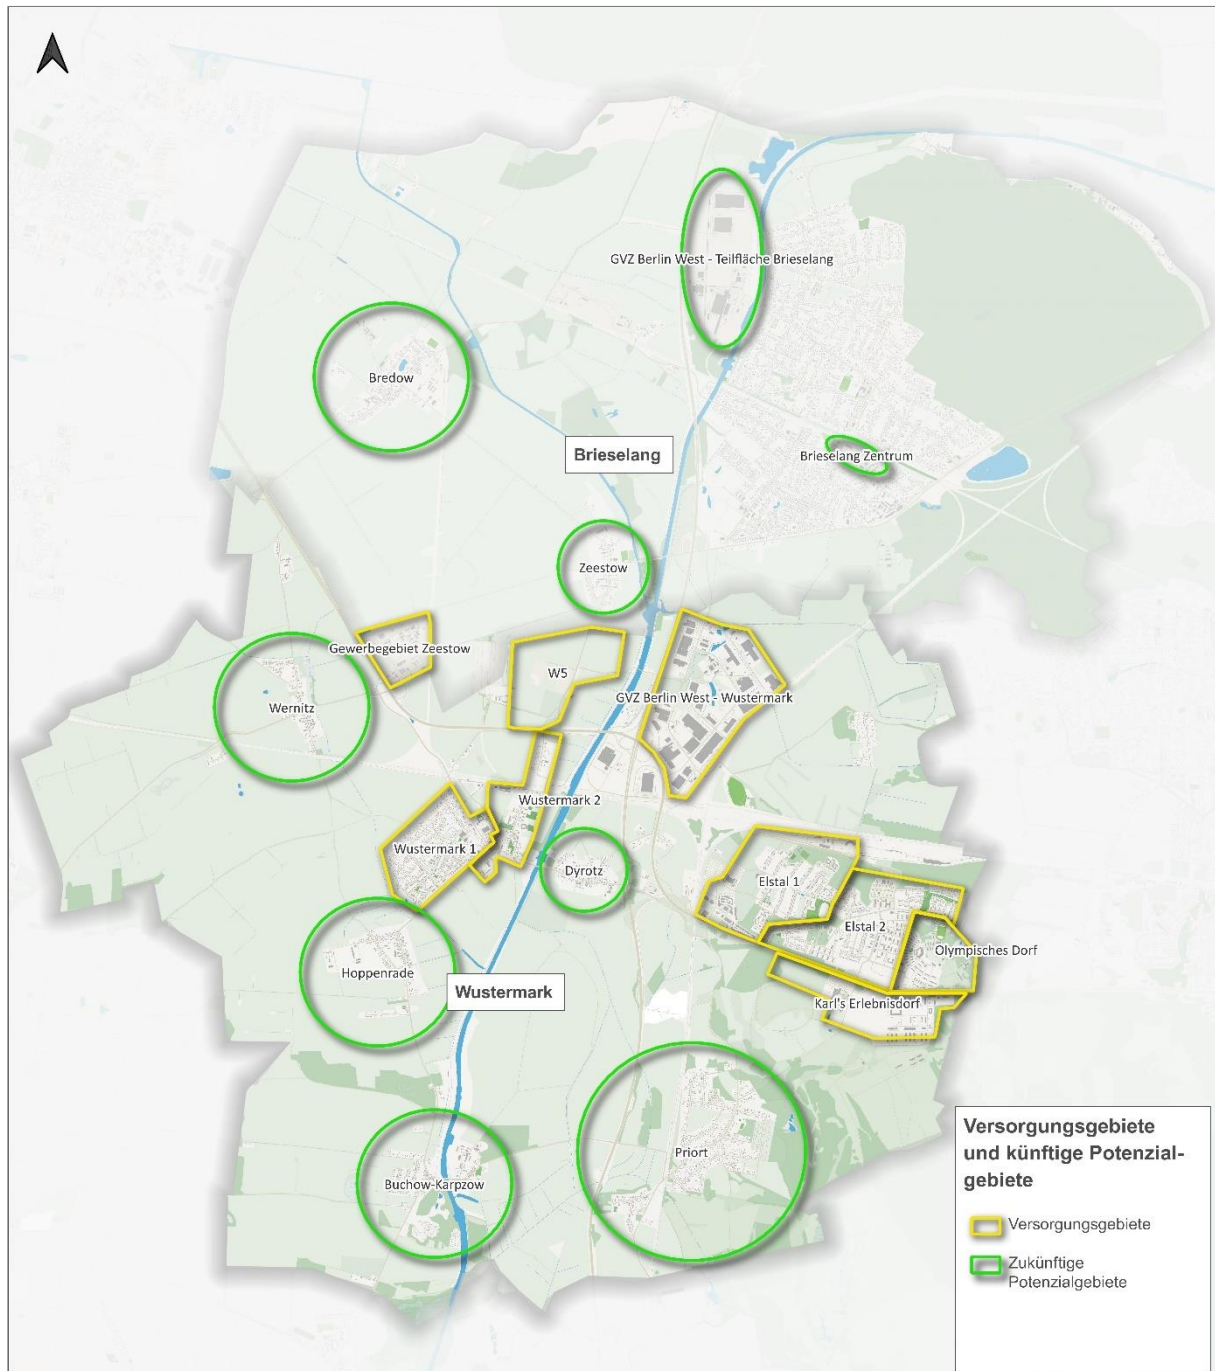 GVZ Berlin West - Teilfläche Brieselang
Bredow
Brieselang
Brieselang Zentrum
Zeestow
Gewerbegebiet Zeestow
W5
GVZ Berlin West - Wustermark
Wernitz
Wustermark 2
Wustermark 1
Dyrotz
Elstal 1
Elstal 2
Olympisches Dorf
Hoppenrade
Wustermark
Karl's Erlebnisdorf
Priort
Buchow-Karpzow
Versorgungsgebiete
und künftige Potenzial-
gebiete
Versorgungsgebiete
Zukünftige
Potenzialgebiete